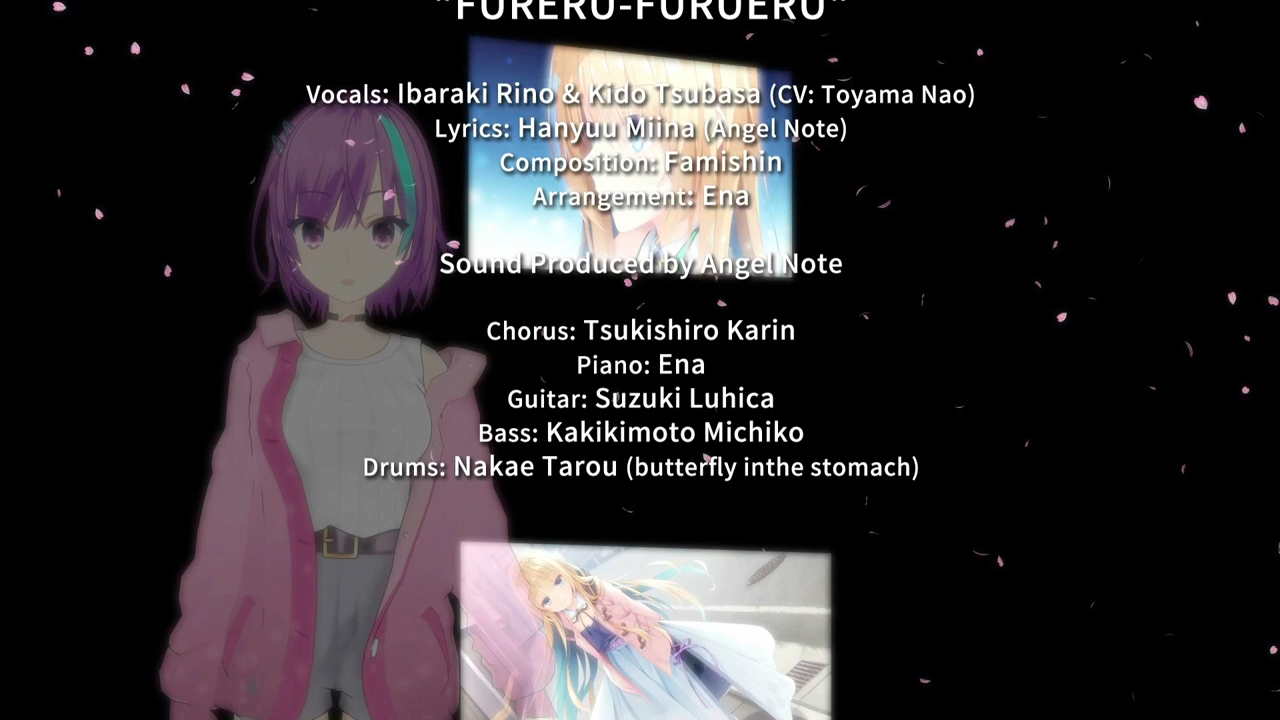 "FURERU-FURUERU"
Vocals: Ibaraki Rino & Kido Tsubasa (CV: Toyama Nao)
Lyrics: Hanyuu Miina (Angel Note)
Composition: Famishin
Arrangement: Ena
Sound Produced by Angel Note
Chorus: Tsukishiro Karin
Piano: Ena
Guitar: Suzuki Luhica
Bass: Kakikimoto Michiko
Drums: Nakae Tarou (butterfly inthe stomach)